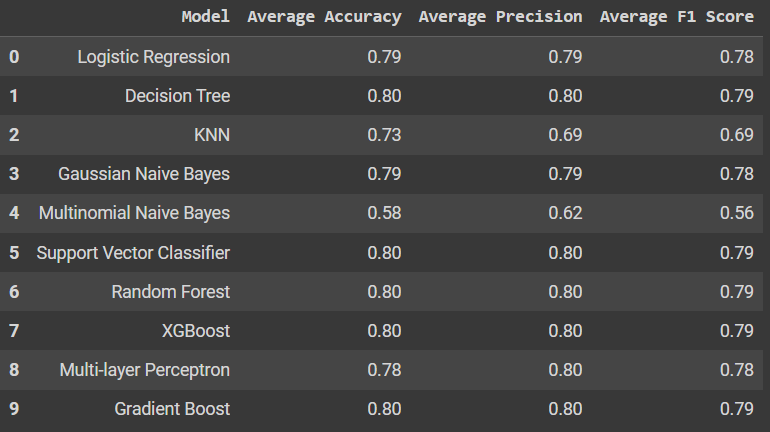 Model Average Accuracy Average Precision Average F1 Score
0 Logistic Regression 0.79 0.79 0.78
1 Decision Tree 0.80 0.80 0.79
2 KNN 0.73 0.69 0.69
3 Gaussian Naive Bayes 0.79 0.79 0.78
4 Multinomial Naive Bayes 0.58 0.62 0.56
5 Support Vector Classifier 0.80 0.80 0.79
6 Random Forest 0.80 0.80 0.79
7 XGBoost 0.80 0.80 0.79
8 Multi-layer Perceptron 0.78 0.80 0.78
9 Gradient Boost 0.80 0.80 0.79